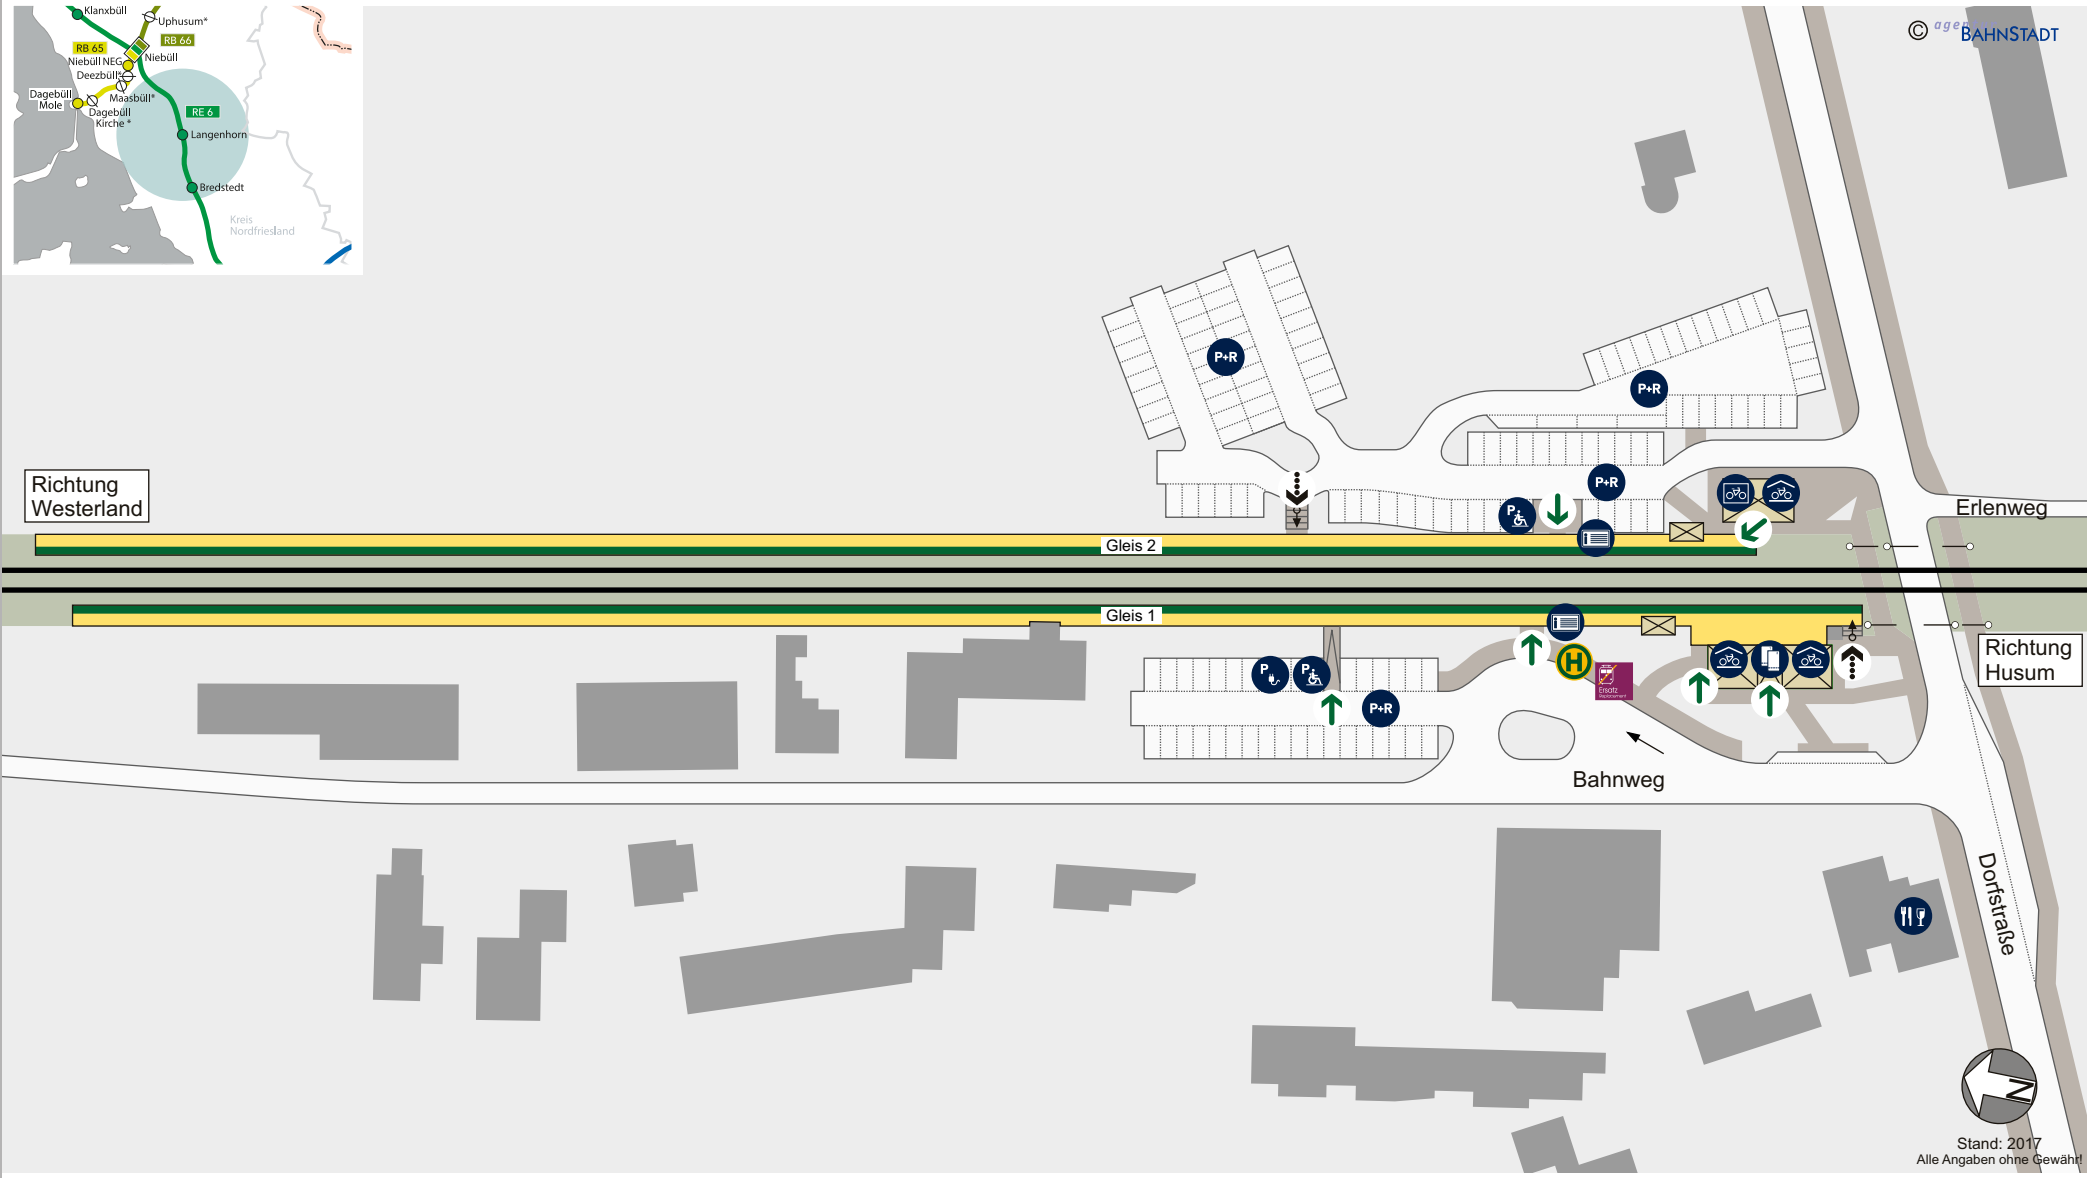 Klanxbüll
Uphusum*
RB 66
RB 65
Niebüll
Niebüll NEG
Deezbüll*
Maasbüll*
Dagebüll
Mole
Dagebüll
Kirche *
RE 6
Langenhorn
Bredstedt
Kreis
Nordfriesland
© 
BAHNSTADT
P+R
P+R
P+R
Richtung
Westerland
Erlenweg
P
Gleis 2
Gleis 1
H
Ersatz
Replacement
P
P
P+R
Richtung
Husum
Bahnweg
Dorfstraße
N
Stand: 2017
Alle Angaben ohne Gewähr!